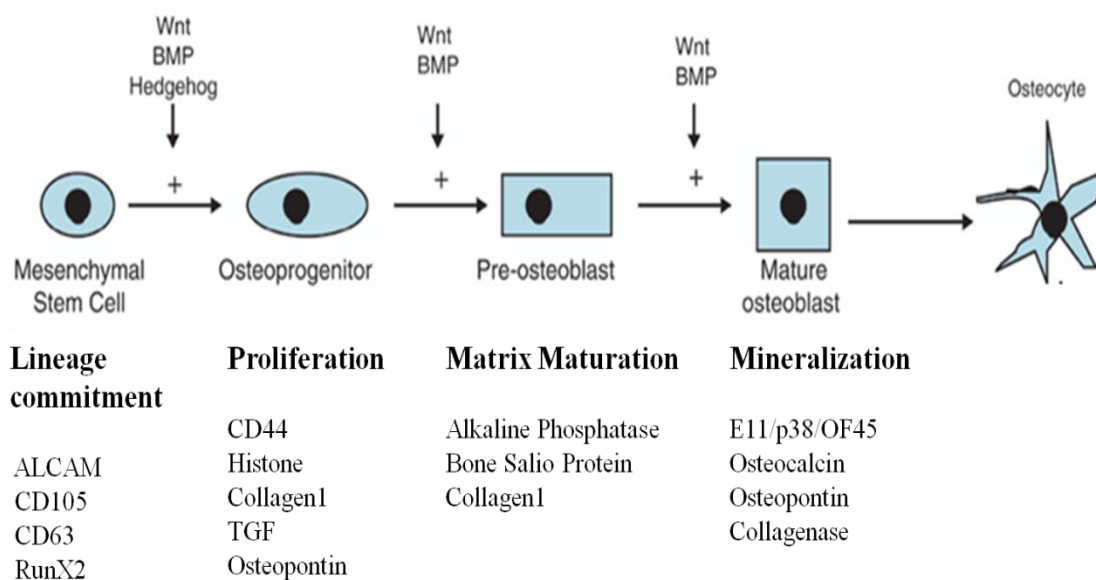 Wnt
BMP
Hedgehog
+
Wnt
BMP
+
Wnt
BMP
+
Osteocyte
Mesenchymal
Stem Cell
Osteoprogenitor
Pre-osteoblast
Mature
osteoblast
Lineage
commitment
ALCAM
CD105
CD63
RunX2
Proliferation
CD44
Histone
Collagen1
TGF
Osteopontin
Matrix Maturation
Alkaline Phosphatase
Bone Salio Protein
Collagen1
Mineralization
E11/p38/OF45
Osteocalcin
Osteopontin
Collagenase